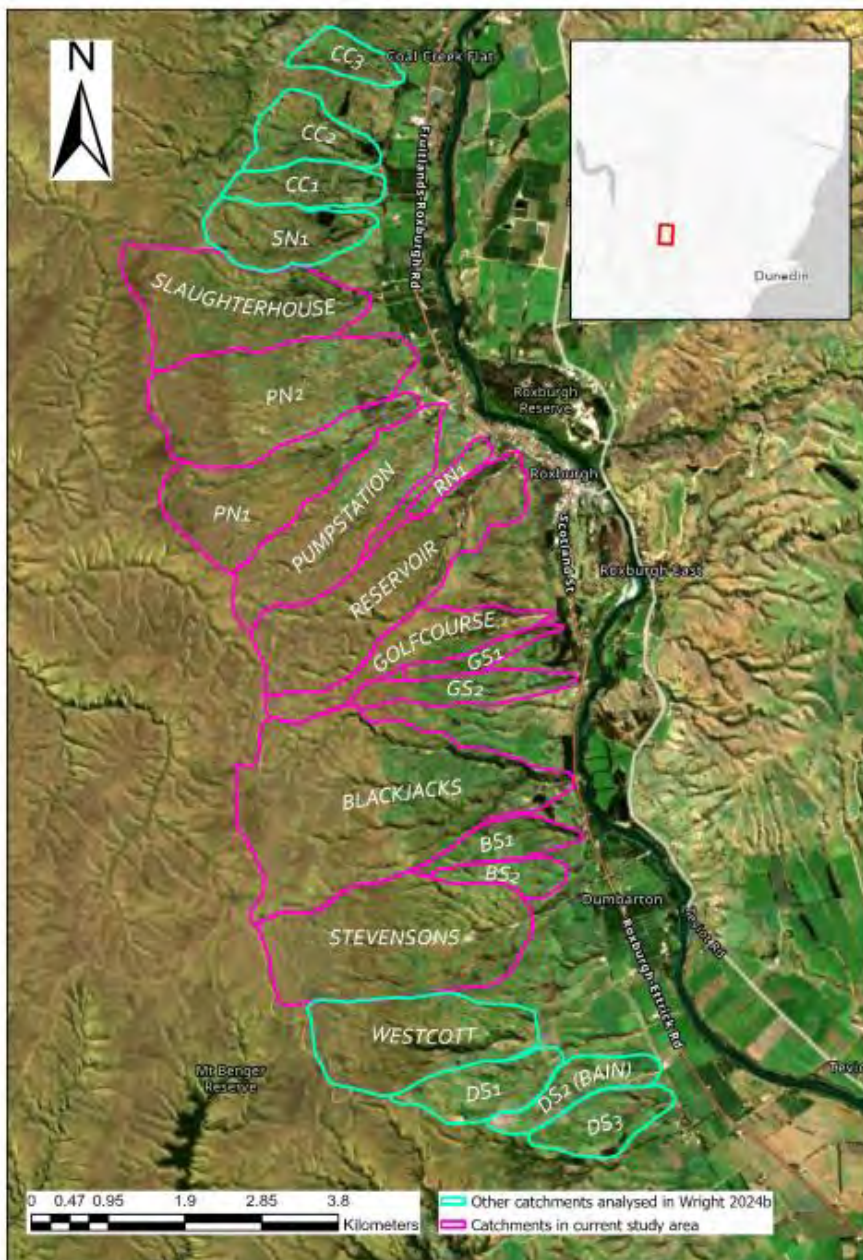 N
CC3
Coal Creek Flat
CC2
CC1
SN1
Fruitlands-Roxburgh Rd
Dunedin
SLAUGHTERHOUSE
PN2
Roxburgh
Reserve
PN1
PUMPSTATION
RN1
Roxburgh
RESERVOIR
Scotland St
Roxburgh East
GOLFCOURSE
GS1
GS2
BLACKJACKS
BS1
BS2
Dumbarton
STEVENSONS
Teviot Rd
Roxburgh-Ettrick Rd
WESTCOTT
Mt Benger
Reserve
DS1
DS2 (BAIN)
DS3
0 0.47 0.95 1.9 2.85 3.8
Kilometers
Other catchments analysed in Wright 2024b
Catchments in current study area